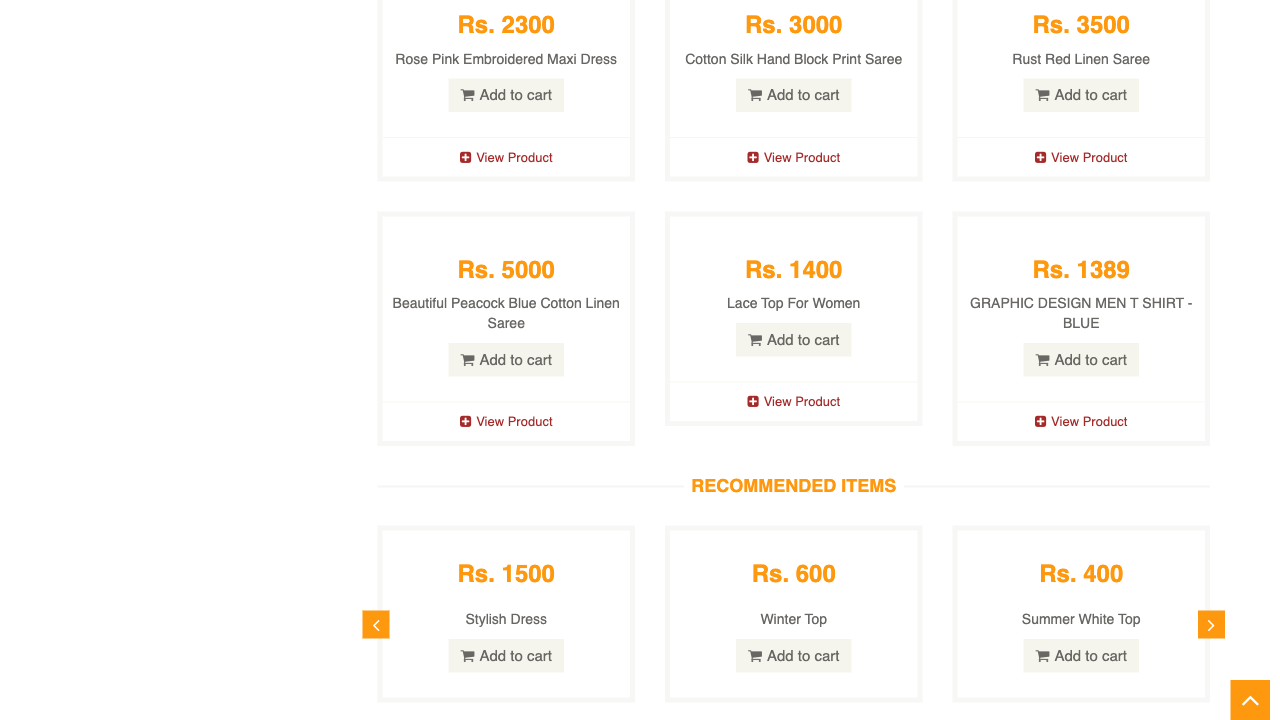 Rs. 2300
Rose Pink Embroidered Maxi Dress
Add to cart
View Product
Rs. 3000
Cotton Silk Hand Block Print Saree
Add to cart
View Product
Rs. 3500
Rust Red Linen Saree
Add to cart
View Product
Rs. 5000
Beautiful Peacock Blue Cotton Linen
Saree
Add to cart
View Product
Rs. 1400
Lace Top For Women
Add to cart
View Product
Rs. 1389
GRAPHIC DESIGN MEN T SHIRT -
BLUE
Add to cart
View Product
RECOMMENDED ITEMS
Rs. 1500
Stylish Dress
Add to cart
Rs. 600
Winter Top
Add to cart
Rs. 400
Summer White Top
Add to cart